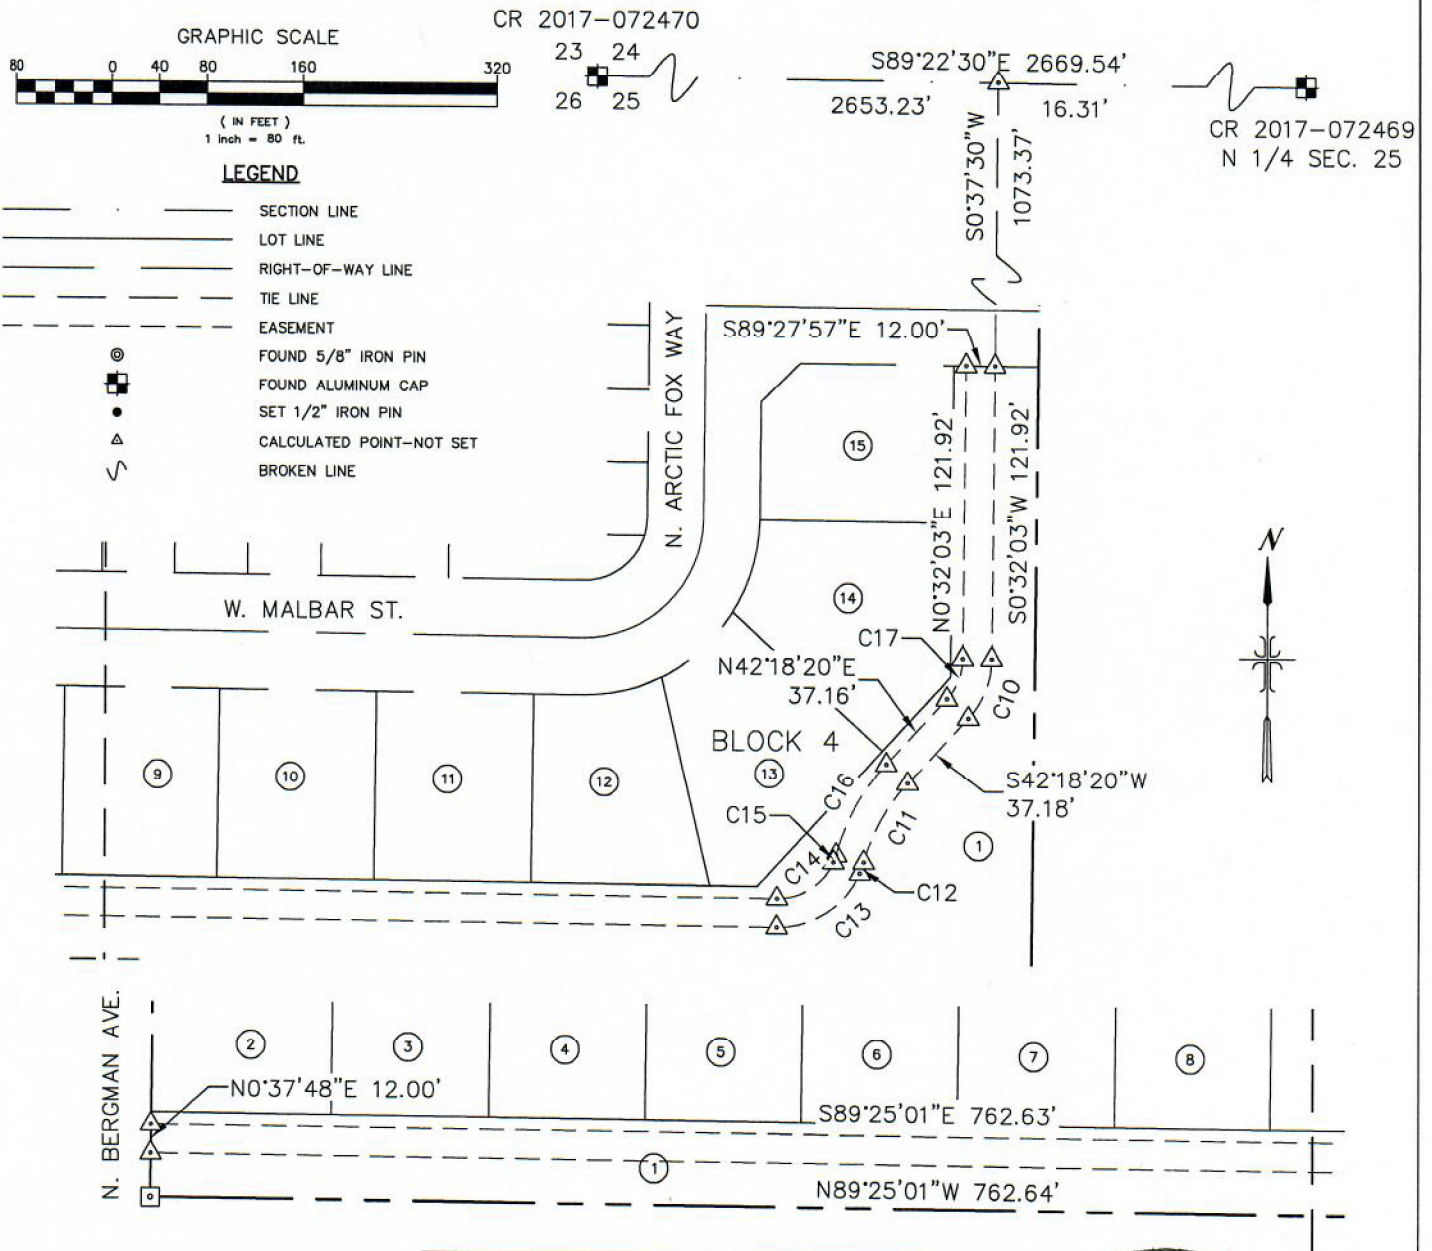 GRAPHIC SCALE
80 0 40 80 160 320
( IN FEET )
1 inch = 80 ft.
LEGEND
SECTION LINE
LOT LINE
RIGHT-OF-WAY LINE
TIE LINE
EASEMENT
FOUND 5/8" IRON PIN
FOUND ALUMINUM CAP
SET 1/2" IRON PIN
CALCULATED POINT-NOT SET
BROKEN LINE
CR 2017-072470
23 24
26 25
S89°22'30"E 2669.54'
2653.23'
16.31'
CR 2017-072469
N 1/4 SEC. 25
S0°37'30"W
1073.37'
S89°27'57"E 12.00'
N. ARCTIC FOX WAY
15
N0°32'03"E 121.92'
S0°32'03"W 121.92'
N
W. MALBAR ST.
14
C17
N42°18'20"E
37.16'
C10
BLOCK 4
9
10
11
12
13
C16
S42°18'20"W
37.18'
C15
C11
1
C14
C12
C13
N. BERGMAN AVE.
2
3
4
5
6
7
8
N0°37'48"E 12.00'
S89°25'01"E 762.63'
1
N89°25'01"W 762.64'